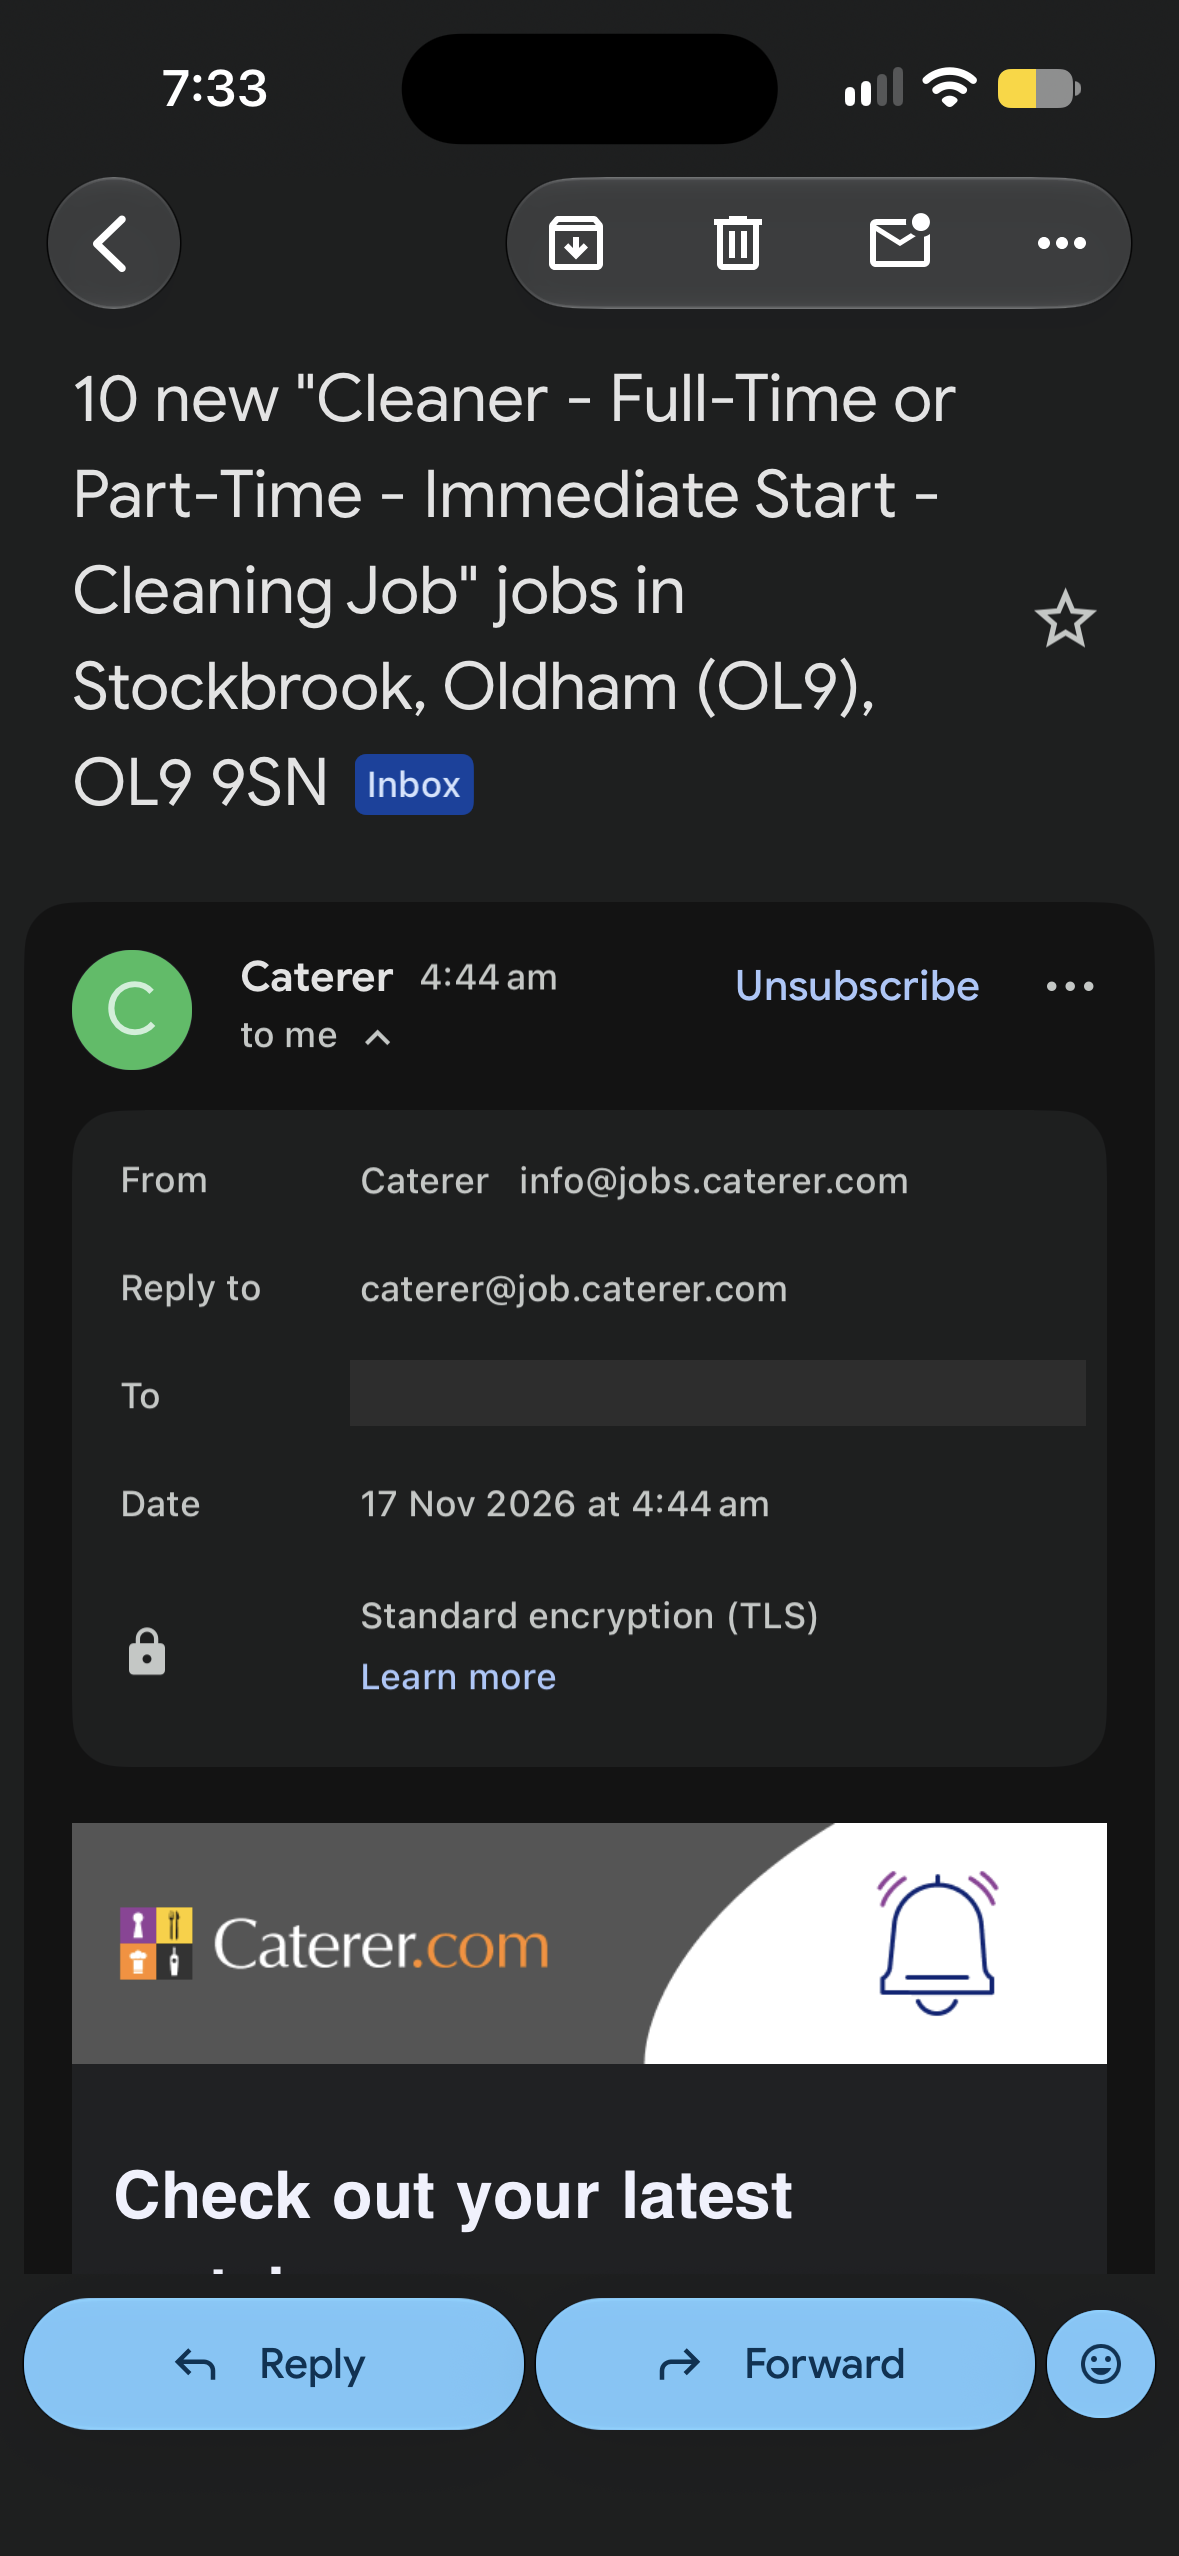 7:33
10 new "Cleaner - Full-Time or
Part-Time - Immediate Start -
Cleaning Job" jobs in
Stockbrook, Oldham (OL9),
OL9 9SN Inbox
C
Caterer 4:44 am
Unsubscribe
to me
From Caterer info@jobs.caterer.com
Reply to caterer@job.caterer.com
To
Date 17 Nov 2026 at 4:44 am
Standard encryption (TLS)
Learn more
Caterer.com
Check out your latest
Reply
Forward